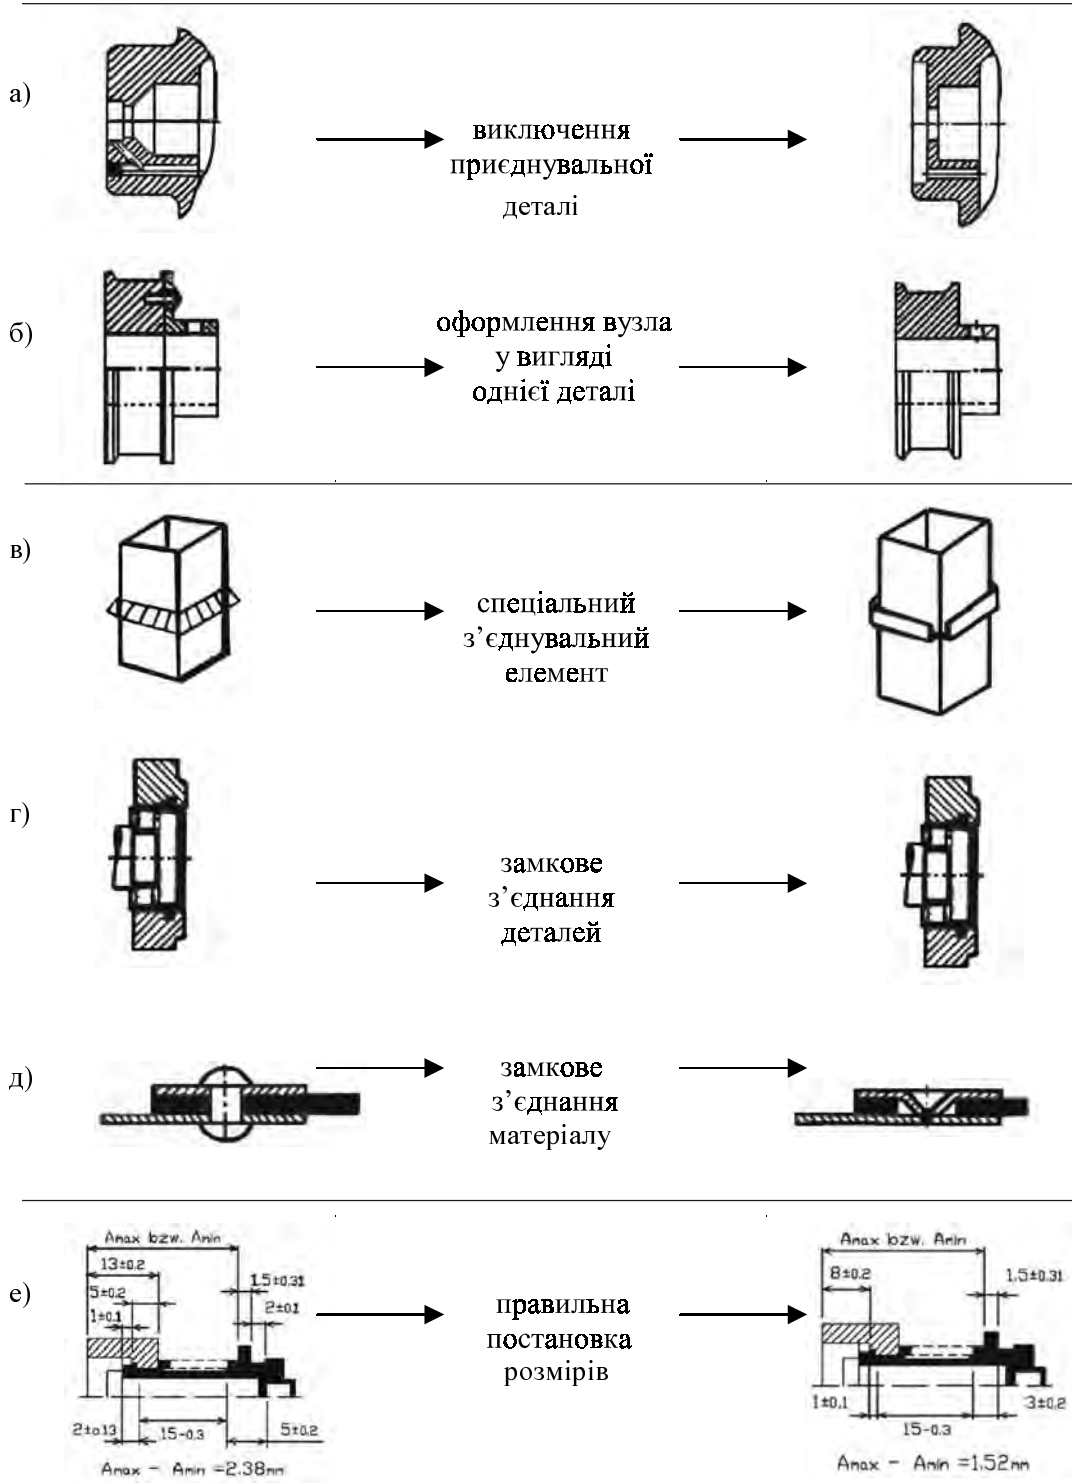 а)
виключення
приєднувальної
деталі
б)
оформлення вузла
у вигляді
однієї деталі
в)
спеціальний
з’єднувальний
елемент
г)
замкове
з’єднання
деталей
д)
замкове
з’єднання
матеріалу
е)
Amax bzw. Amin
13±0.2
1.5±0.31
5±0.2
2±0.1
1±0.1
2±0.13
15-0.3
5±0.2
Amax - Amin =2.38mm
правильна
постановка
розмірів
Amax bzw. Amin
8±0.2
1.5±0.31
1±0.1
3±0.2
15-0.3
Amax - Amin =1.52mm